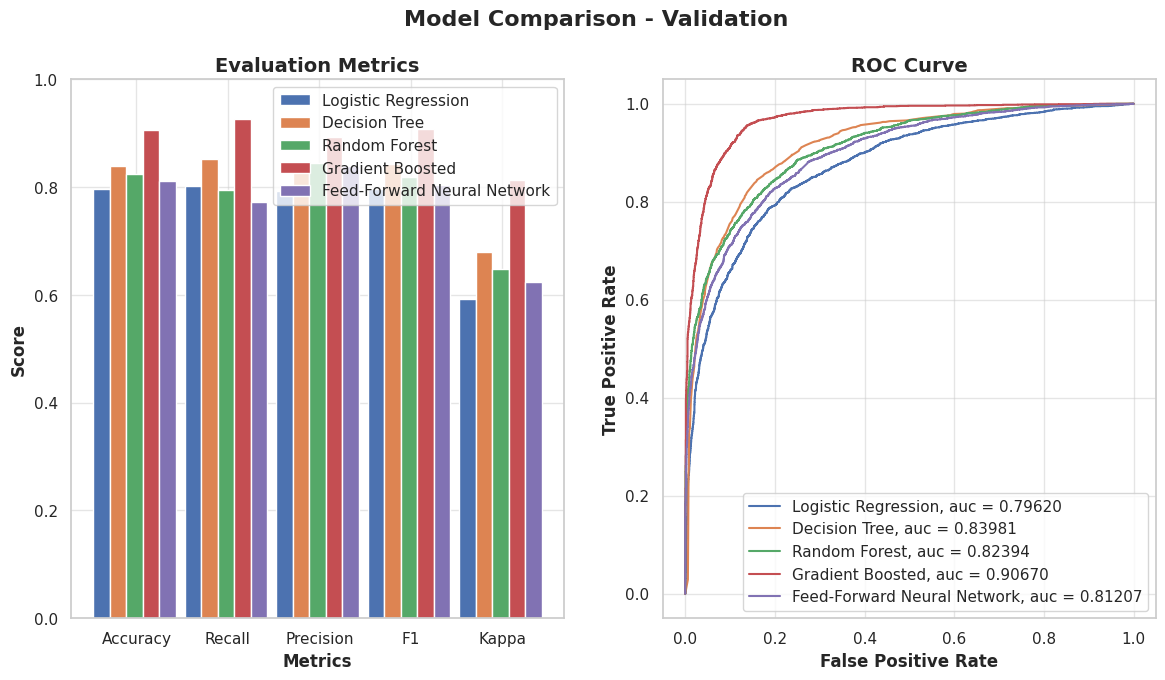 Model Comparison - Validation
Evaluation Metrics
1.0
0.8
0.6
0.4
0.2
0.0
Score
Logistic Regression
Decision Tree
Random Forest
Gradient Boosted
Feed-Forward Neural Network
Accuracy
Recall
Precision
F1
Kappa
Metrics
ROC Curve
1.0
0.8
0.6
0.4
0.2
0.0
True Positive Rate
Logistic Regression, auc = 0.79620
Decision Tree, auc = 0.83981
Random Forest, auc = 0.82394
Gradient Boosted, auc = 0.90670
Feed-Forward Neural Network, auc = 0.81207
0.0
0.2
0.4
0.6
0.8
1.0
False Positive Rate